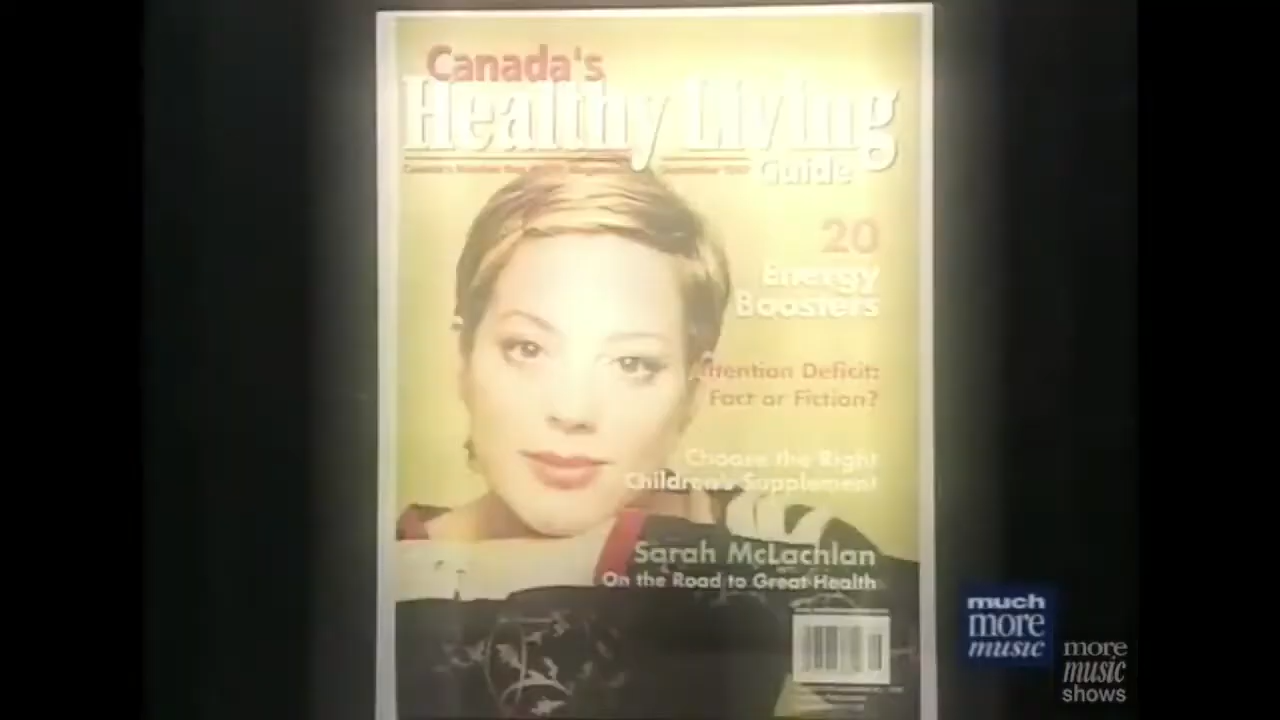 Canada's
Healthy Living
Guide
20
Energy
Boosters
Attention Deficit:
Fact or Fiction?
Choose the Right
Children's Supplement
Sarah McLachlan
On the Road to Great Health
much
more
music
more
music
shows